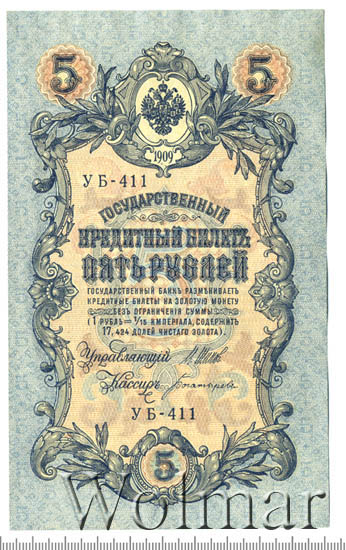 5 5
1909
УБ-411
ГОСУДАРСТВЕННЫЙ
КРЕДИТНЫЙ БИЛЕТЪ
ПЯТЬ РУБЛЕЙ
ГОСУДАРСТВЕННЫЙ БАНКЪ РАЗМѢНИВАЕТЪ
КРЕДИТНЫЕ БИЛЕТЫ НА ЗОЛОТУЮ МОНЕТУ
БЕЗЪ ОГРАНИЧЕНІЯ СУММЫ
(1 РУБЛЬ = 1/15 ИМПЕРІАЛА, СОДЕРЖИТЪ
17,424 ДОЛЕЙ ЧИСТАГО ЗОЛОТА).
Управляющій
Кассиръ
УБ-411
5
Wolmar